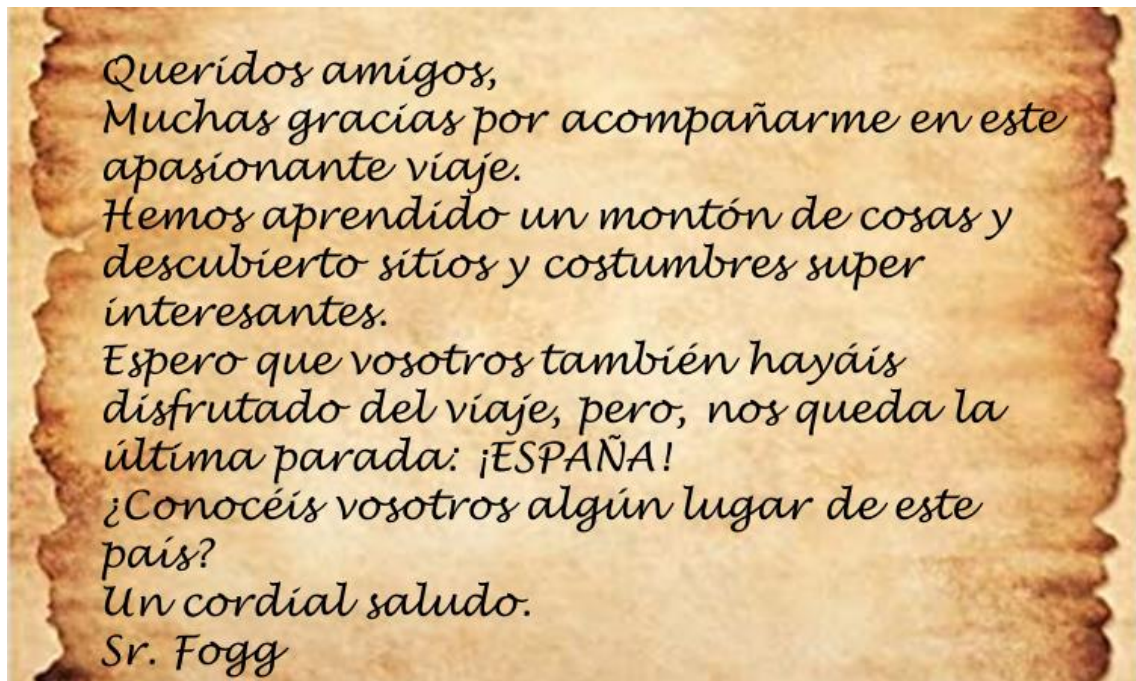 Queridos amigos,
Muchas gracias por acompañarme en este
apasionante viaje.
Hemos aprendido un montón de cosas y
descubierto sitios y costumbres super
interesantes.
Espero que vosotros también hayáis
disfrutado del viaje, pero, nos queda la
última parada: ¡ESPAÑA!
¿Conocéis vosotros algún lugar de este
país?
Un cordial saludo.
Sr. Fogg